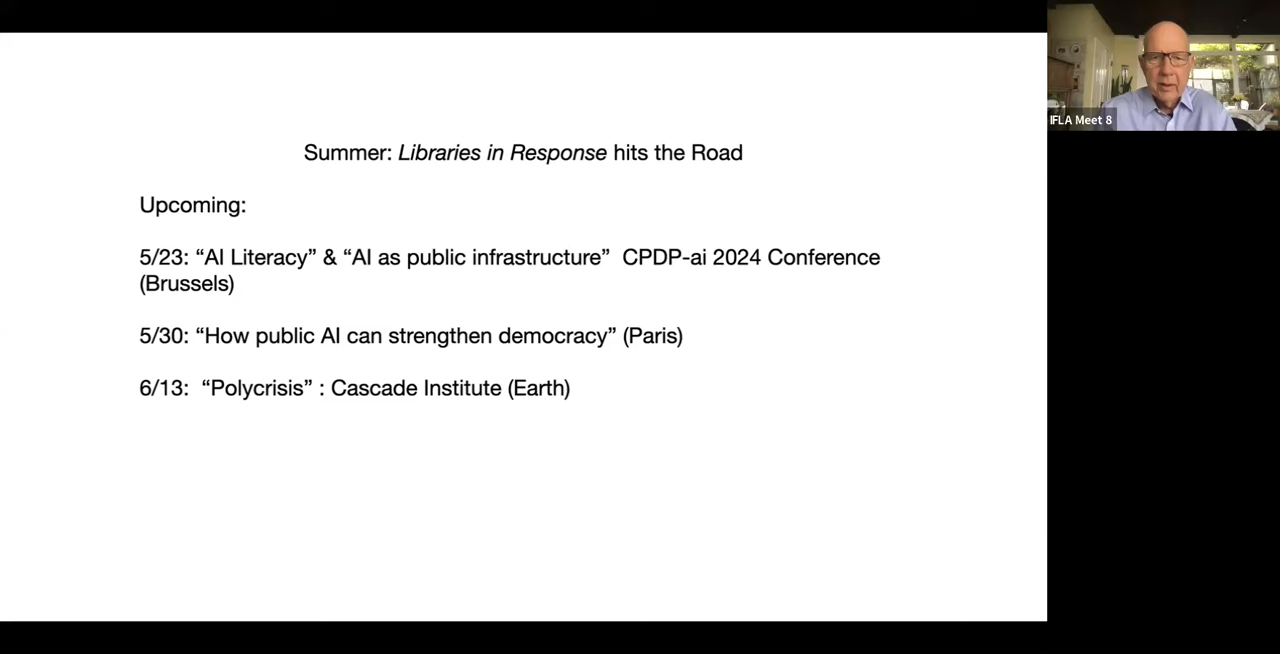 Summer: Libraries in Response hits the Road
Upcoming:
5/23: “AI Literacy” & “AI as public infrastructure”  CPDP-ai 2024 Conference
(Brussels)
5/30: “How public AI can strengthen democracy” (Paris)
6/13:  “Polycrisis” : Cascade Institute (Earth)
IFLA Meet 8